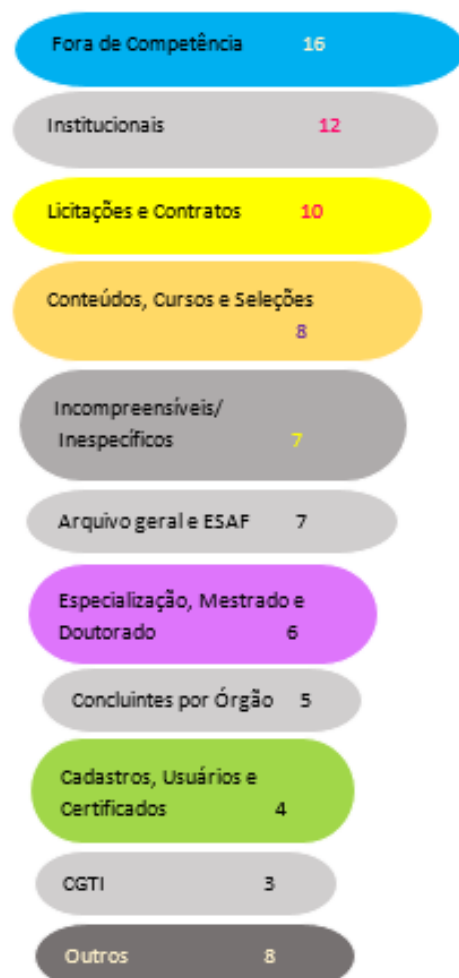 Fora de Competência 16
Institucionais 12
Licitações e Contratos 10
Conteúdos, Cursos e Seleções
8
Incompreensíveis/
Inespecíficos 7
Arquivo geral e ESAF 7
Especialização, Mestrado e
Doutorado 6
Concluintes por Órgão 5
Cadastros, Usuários e
Certificados 4
CGTI 3
Outros 8